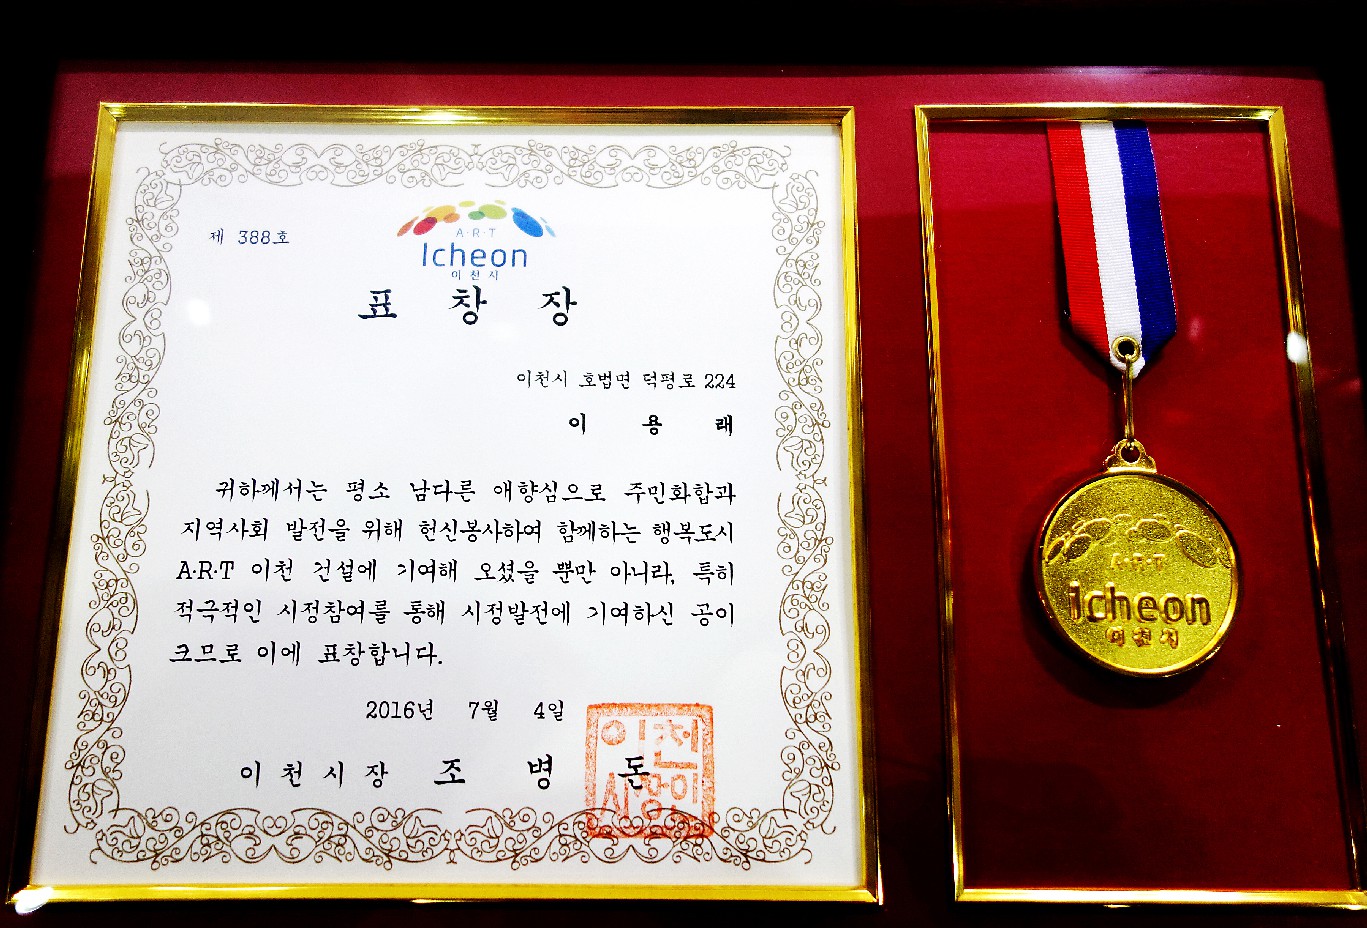 제 388호
A·R·T
Icheon
이천시
표 창 장
이천시 호법면 덕평로 224
이 용 래
귀하께서는 평소 남다른 애향심으로 주민화합과
지역사회 발전을 위해 헌신봉사하여 함께하는 행복도시
A·R·T 이천 건설에 기여해 오셨을 뿐만 아니라, 특히
적극적인 시정참여를 통해 시정발전에 기여하신 공이
크므로 이에 표창합니다.
2016년 7월 4일
이 천 시 장 조 병 돈
이천
시장인
A·R·T
icheon
이천시